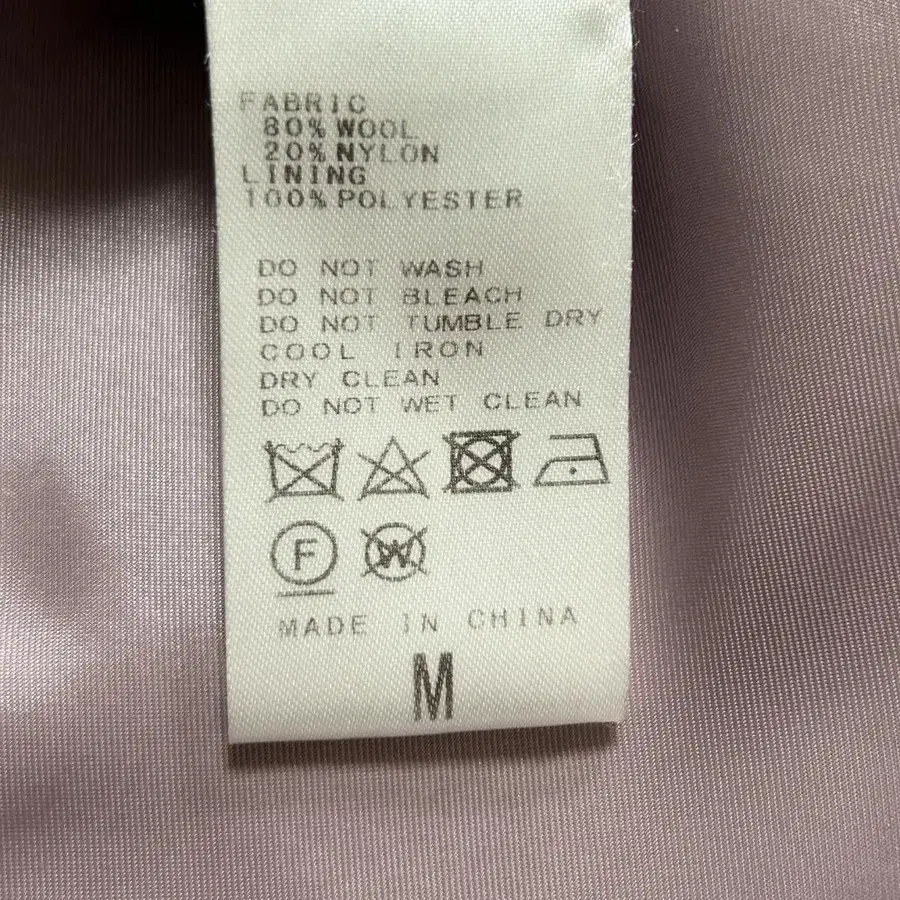 FABRIC
80% WOOL
20% NYLON
LINING
100% POLYESTER
DO NOT WASH
DO NOT BLEACH
DO NOT TUMBLE DRY
COOL IRON
DRY CLEAN
DO NOT WET CLEAN
F W
MADE IN CHINA
M